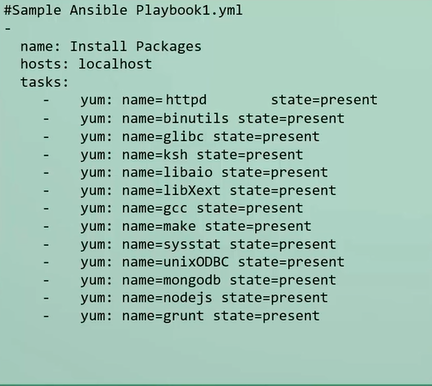 #Sample Ansible Playbook1.yml
-
  name: Install Packages
  hosts: localhost
  tasks:
     -    yum: name=httpd        state=present
     -    yum: name=binutils state=present
     -    yum: name=glibc state=present
     -    yum: name=ksh state=present
     -    yum: name=libaio state=present
     -    yum: name=libXext state=present
     -    yum: name=gcc state=present
     -    yum: name=make state=present
     -    yum: name=sysstat state=present
     -    yum: name=unixODBC state=present
     -    yum: name=mongodb state=present
     -    yum: name=nodejs state=present
     -    yum: name=grunt state=present